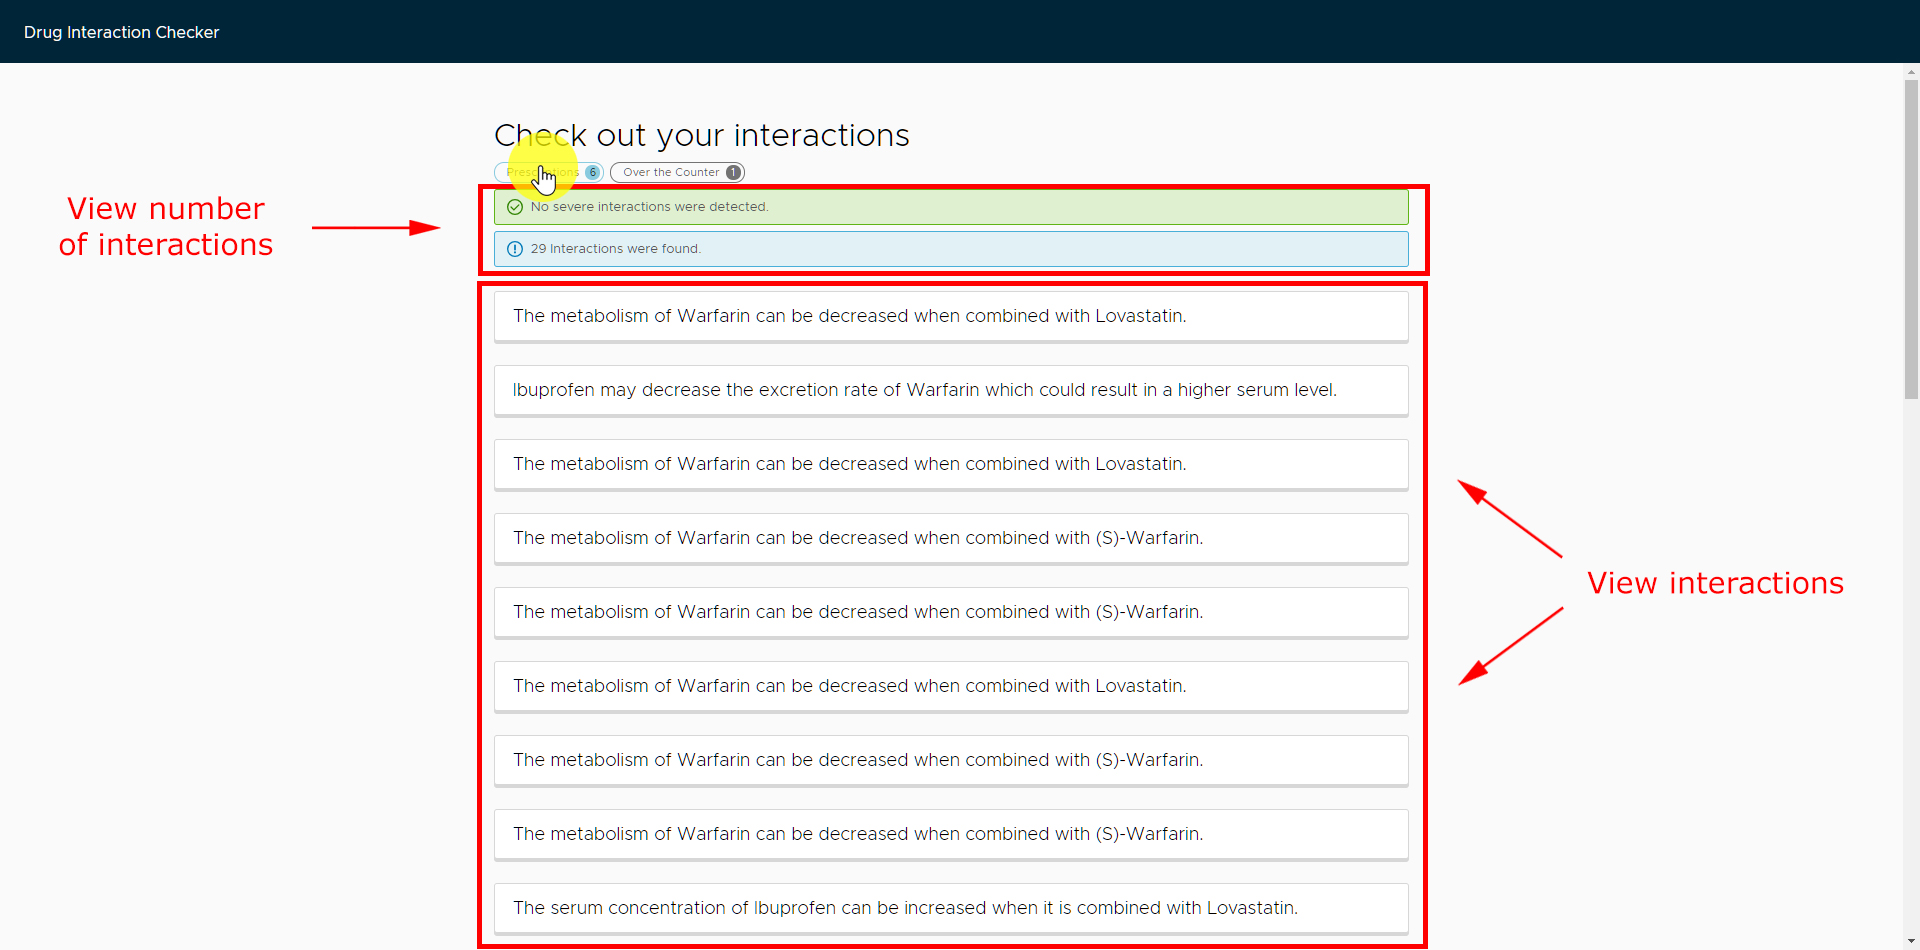 Drug Interaction Checker
Check out your interactions
Prescriptions 6
Over the Counter 1
View number
of interactions
No severe interactions were detected.
29 Interactions were found.
The metabolism of Warfarin can be decreased when combined with Lovastatin.
Ibuprofen may decrease the excretion rate of Warfarin which could result in a higher serum level.
The metabolism of Warfarin can be decreased when combined with Lovastatin.
The metabolism of Warfarin can be decreased when combined with (S)-Warfarin.
View interactions
The metabolism of Warfarin can be decreased when combined with (S)-Warfarin.
The metabolism of Warfarin can be decreased when combined with Lovastatin.
The metabolism of Warfarin can be decreased when combined with (S)-Warfarin.
The metabolism of Warfarin can be decreased when combined with (S)-Warfarin.
The serum concentration of Ibuprofen can be increased when it is combined with Lovastatin.